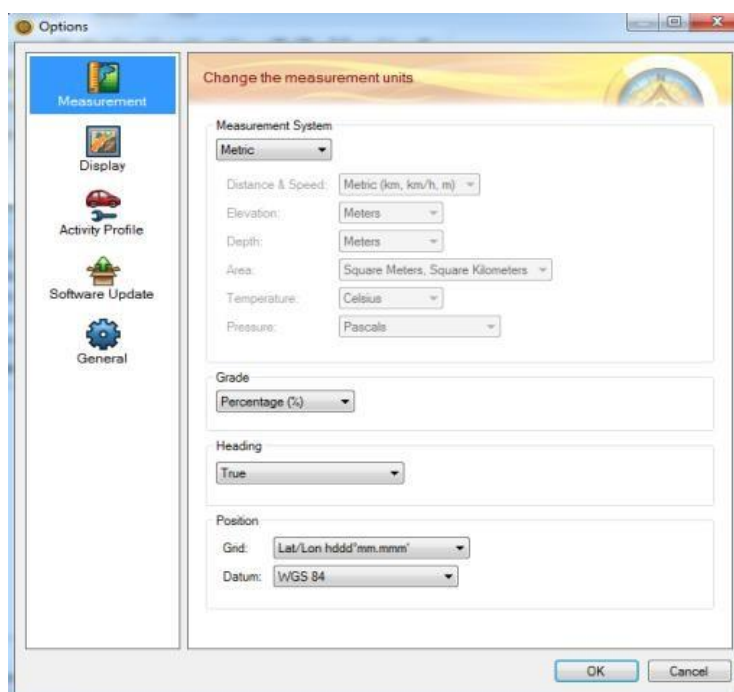 Options
Measurement
Display
Activity Profile
Software Update
General
Change the measurement units
Measurement System
Metric
Distance & Speed: Metric (km, km/h, m)
Elevation: Meters
Depth: Meters
Area: Square Meters, Square Kilometers
Temperature: Celsius
Pressure: Pascals
Grade
Percentage (%)
Heading
True
Position
Grid: Lat/Lon hddd°mm.mmm'
Datum: WGS 84
OK Cancel